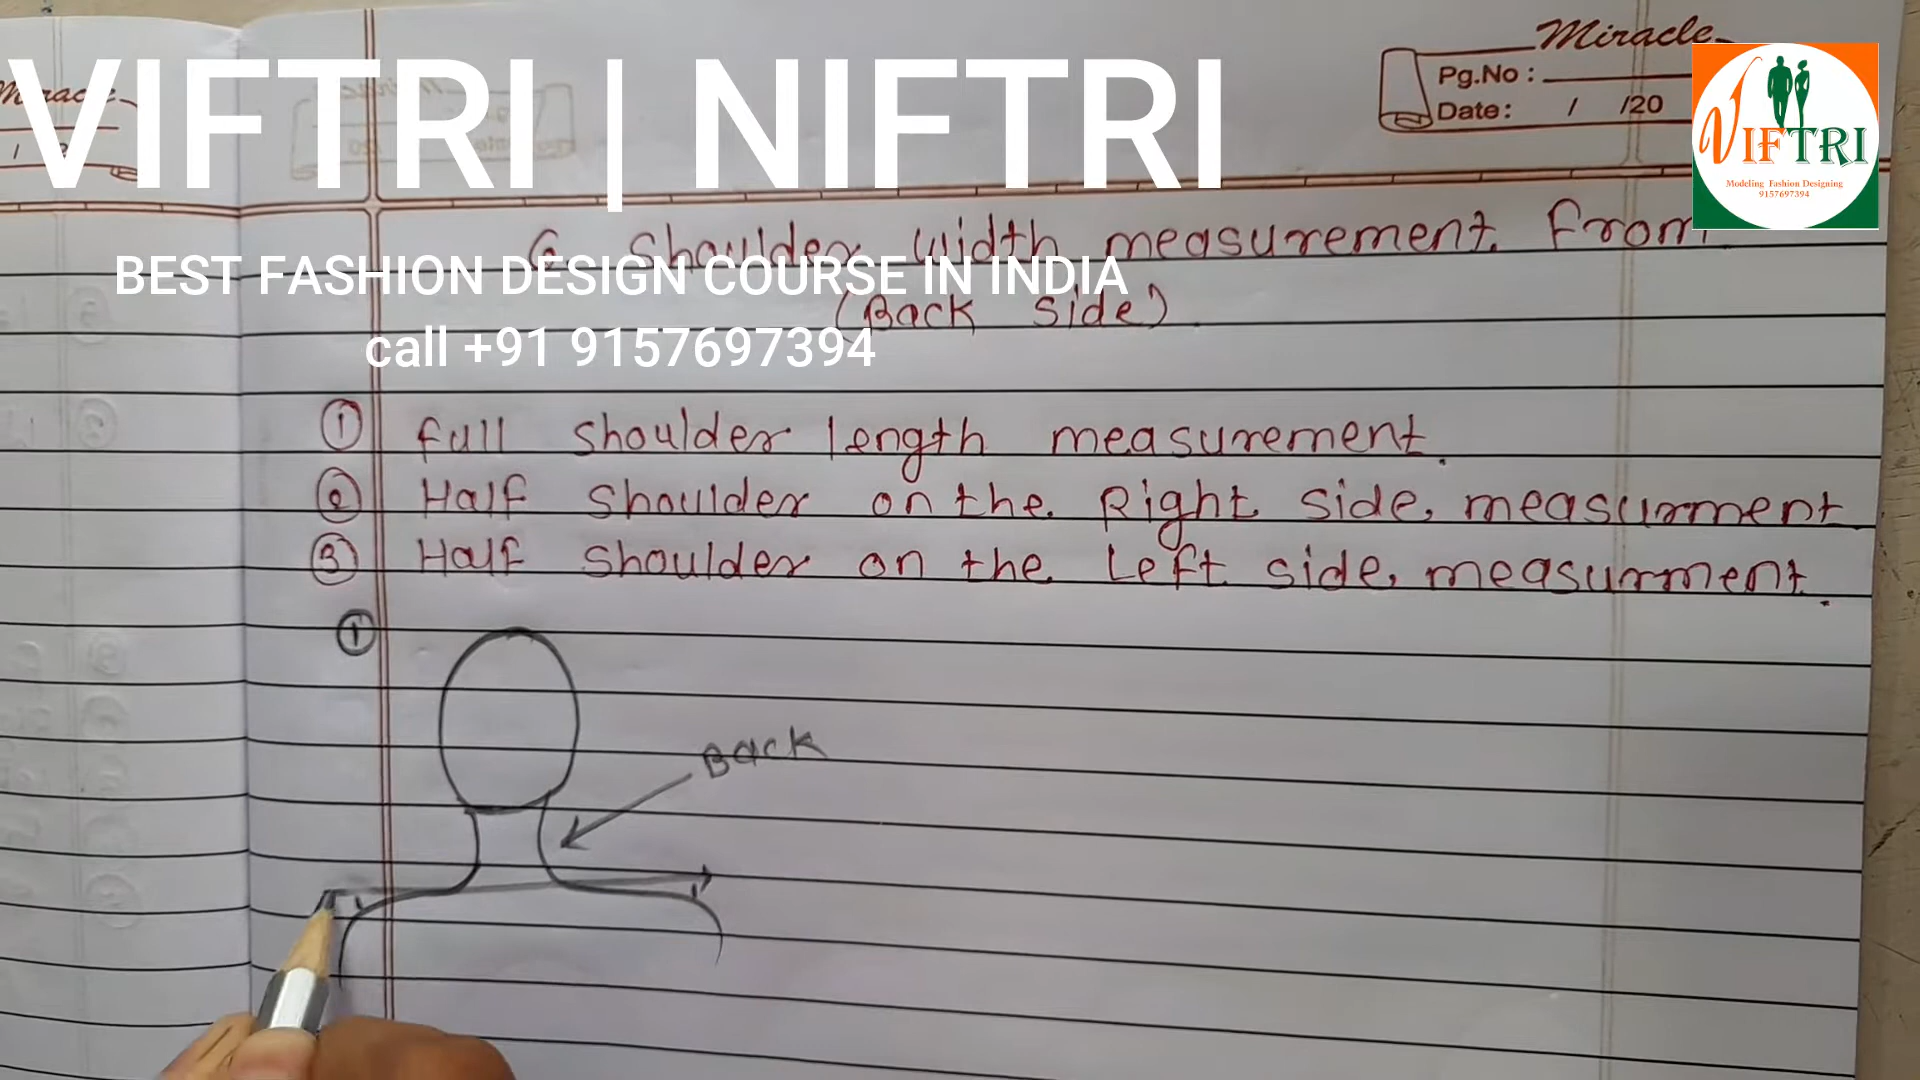 Miracle
Pg.No :
Date: / /20
VIFTRI | NIFTRI
VIFTRI
Modeling Fashion Designing
9157697394
6 Shoulder width measurement. From
BEST FASHION DESIGN COURSE IN INDIA
(Back side)
call +91 9157697394
1 Full shoulder length measurement.
2 Half shoulder on the Right side, measurment
3 Half shoulder on the Left side, measurment.
1
Back